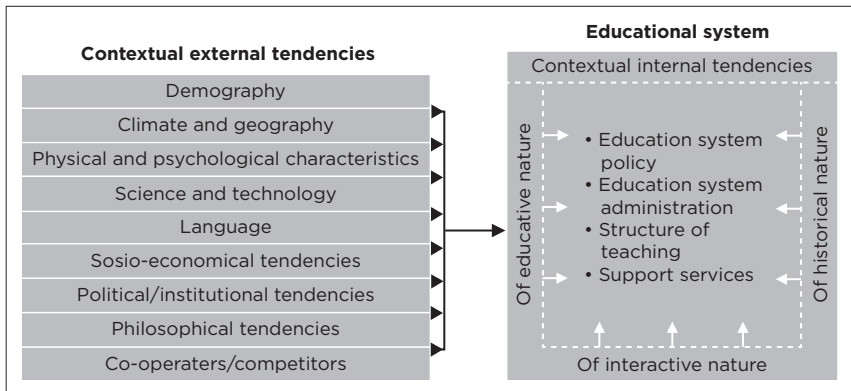 Contextual external tendencies
Demography
Climate and geography
Physical and psychological characteristics
Science and technology
Language
Sosio-economical tendencies
Political/institutional tendencies
Philosophical tendencies
Co-operaters/competitors
Educational system
Contextual internal tendencies
Of educative nature
• Education system
policy
• Education system
administration
• Structure of
teaching
• Support services
Of historical nature
Of interactive nature